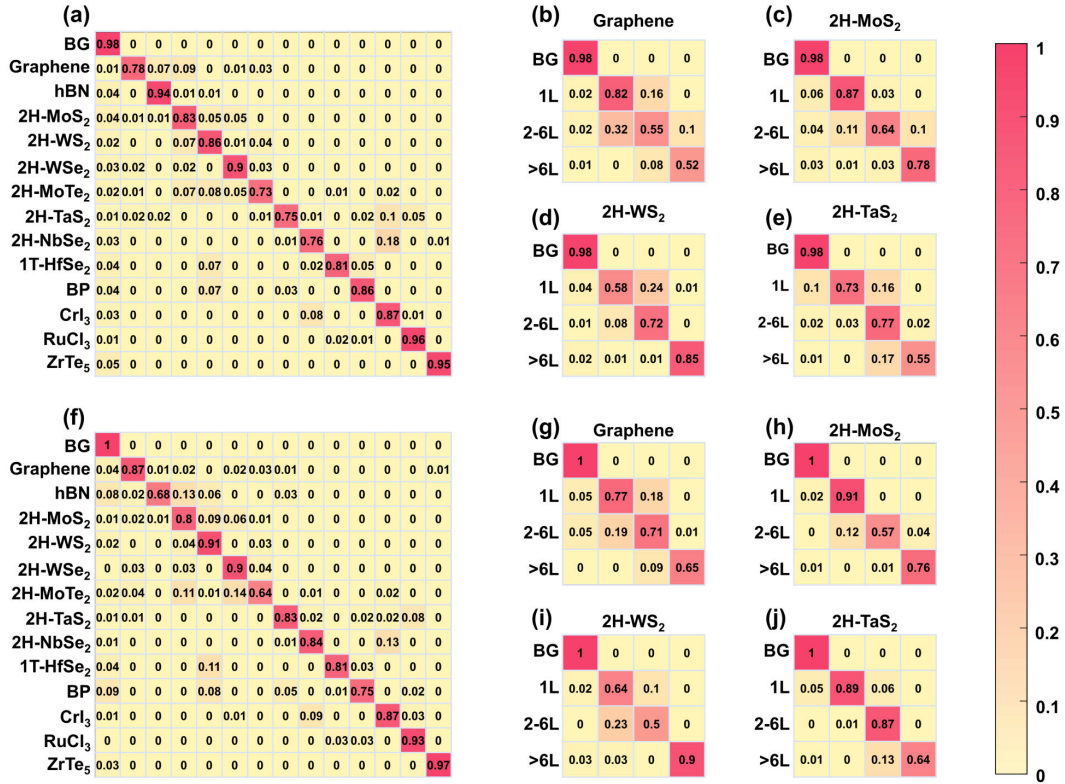 (a)
BG 0.98 0 0 0 0 0 0 0 0 0 0 0 0 0
Graphene 0.01 0.78 0.07 0.09 0 0.01 0.03 0 0 0 0 0 0 0
hBN 0.04 0 0.94 0.01 0.01 0 0 0 0 0 0 0 0 0
2H-MoS₂ 0.04 0.01 0.01 0.83 0.05 0.05 0 0 0 0 0 0 0 0
2H-WS₂ 0.02 0 0 0.07 0.86 0.01 0.04 0 0 0 0 0 0 0
2H-WSe₂ 0.03 0.02 0 0.02 0 0.9 0.03 0 0 0 0 0 0 0
2H-MoTe₂ 0.02 0.01 0 0.07 0.08 0.05 0.73 0 0 0.01 0 0.02 0 0
2H-TaS₂ 0.01 0.02 0.02 0 0 0 0.01 0.75 0.01 0 0.02 0.1 0.05 0
2H-NbSe₂ 0.03 0 0 0 0 0 0 0.01 0.76 0 0 0.18 0 0.01
1T-HfSe₂ 0.04 0 0 0 0.07 0 0 0 0.02 0.81 0.05 0 0 0
BP 0.04 0 0 0 0.07 0 0 0.03 0 0 0.86 0 0 0
CrI₃ 0.03 0 0 0 0 0 0 0 0.08 0 0 0.87 0.01 0
RuCl₃ 0.01 0 0 0 0 0 0 0 0 0.02 0.01 0 0.96 0
ZrTe₅ 0.05 0 0 0 0 0 0 0 0 0 0 0 0 0.95
(b) Graphene
BG 0.98 0 0 0
1L 0.02 0.82 0.16 0
2-6L 0.02 0.32 0.55 0.1
>6L 0.01 0 0.08 0.52
(c) 2H-MoS₂
BG 0.98 0 0 0
1L 0.06 0.87 0.03 0
2-6L 0.04 0.11 0.64 0.1
>6L 0.03 0.01 0.03 0.78
(d) 2H-WS₂
BG 0.98 0 0 0
1L 0.04 0.58 0.24 0.01
2-6L 0.01 0.08 0.72 0
>6L 0.02 0.01 0.01 0.85
(e) 2H-TaS₂
BG 0.98 0 0 0
1L 0.1 0.73 0.16 0
2-6L 0.02 0.03 0.77 0.02
>6L 0.01 0 0.17 0.55
(f)
BG 1 0 0 0 0 0 0 0 0 0 0 0 0 0
Graphene 0.04 0.87 0.01 0.02 0 0.02 0.03 0.01 0 0 0 0 0 0.01
hBN 0.08 0.02 0.68 0.13 0.06 0 0 0.03 0 0 0 0 0 0
2H-MoS₂ 0.01 0.02 0.01 0.8 0.09 0.06 0.01 0 0 0 0 0 0 0
2H-WS₂ 0.02 0 0 0.04 0.91 0 0.03 0 0 0 0 0 0 0
2H-WSe₂ 0 0.03 0 0.03 0 0.9 0.04 0 0 0 0 0 0 0
2H-MoTe₂ 0.02 0.04 0 0.11 0.01 0.14 0.64 0 0.01 0 0 0.02 0 0
2H-TaS₂ 0.01 0.01 0 0 0 0 0 0.83 0.02 0 0.02 0.02 0.08 0
2H-NbSe₂ 0.01 0 0 0 0 0 0 0.01 0.84 0 0 0.13 0 0
1T-HfSe₂ 0.04 0 0 0 0.11 0 0 0 0 0.81 0.03 0 0 0
BP 0.09 0 0 0 0.08 0 0 0.05 0 0.01 0.75 0 0.02 0
CrI₃ 0.01 0 0 0 0 0.01 0 0 0.09 0 0 0.87 0.03 0
RuCl₃ 0 0 0 0 0 0 0 0 0 0.03 0.03 0 0.93 0
ZrTe₅ 0.03 0 0 0 0 0 0 0 0 0 0 0 0 0.97
(g) Graphene
BG 1 0 0 0
1L 0.05 0.77 0.18 0
2-6L 0.05 0.19 0.71 0.01
>6L 0 0 0.09 0.65
(h) 2H-MoS₂
BG 1 0 0 0
1L 0.02 0.91 0 0
2-6L 0 0.12 0.57 0.04
>6L 0.01 0 0.01 0.76
(i) 2H-WS₂
BG 1 0 0 0
1L 0.02 0.64 0.1 0
2-6L 0 0.23 0.5 0
>6L 0.03 0.03 0 0.9
(j) 2H-TaS₂
BG 1 0 0 0
1L 0.05 0.89 0.06 0
2-6L 0 0.01 0.87 0
>6L 0.01 0 0.13 0.64
1
0.9
0.8
0.7
0.6
0.5
0.4
0.3
0.2
0.1
0